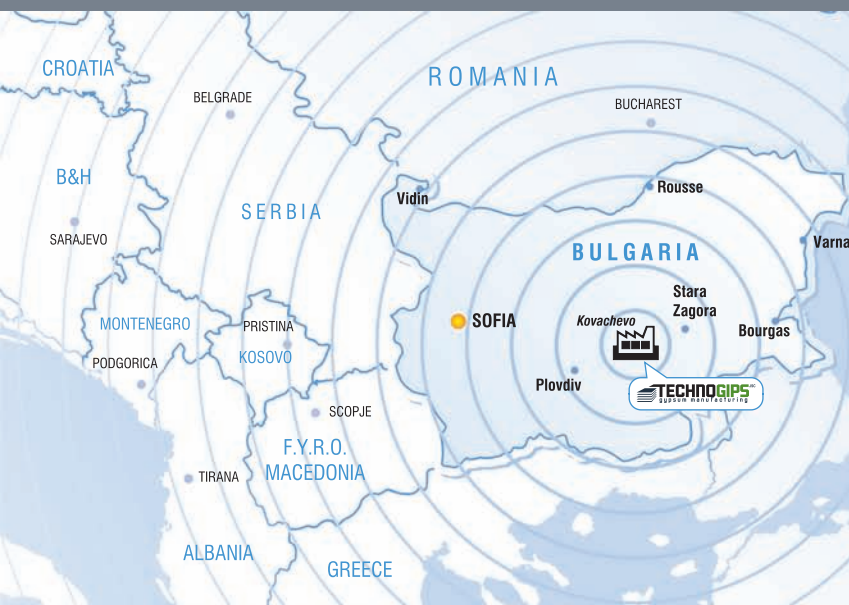 CROATIA
ROMANIA
BELGRADE
BUCHAREST
B&H
Vidin
Rousse
SERBIA
SARAJEVO
BULGARIA
Varna
Stara
Zagora
MONTENEGRO
PRISTINA
SOFIA
Kovachevo
Bourgas
KOSOVO
PODGORICA
Plovdiv
TECHNOGIPS
gypsum manufacturing
SCOPJE
F.Y.R.O.
MACEDONIA
TIRANA
ALBANIA
GREECE